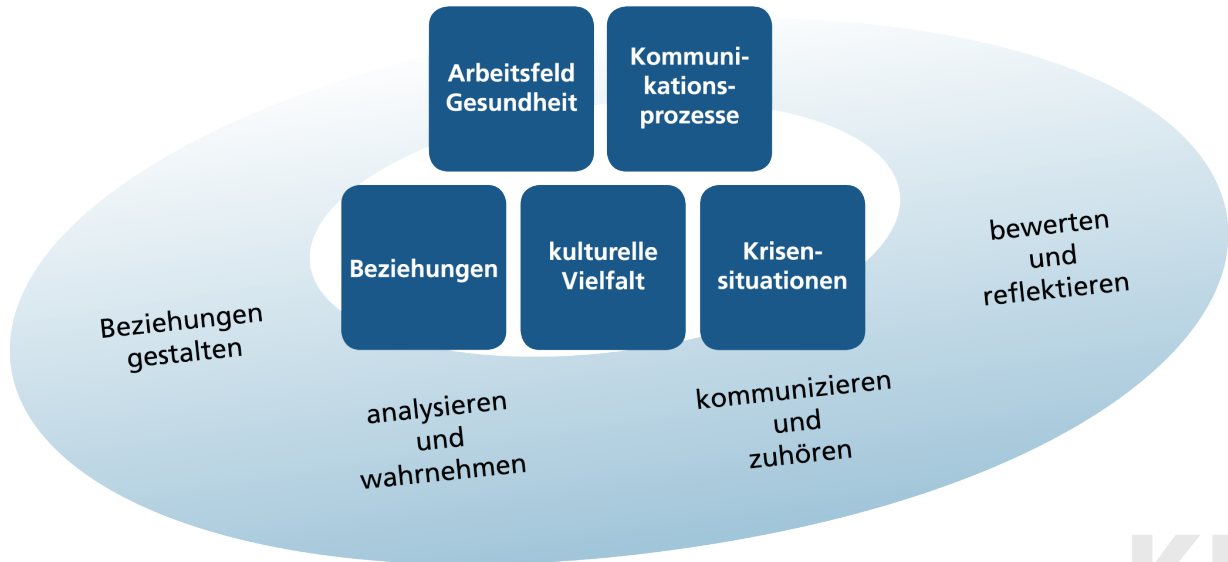 Arbeitsfeld
Gesundheit
Kommuni-
kations-
prozesse
Beziehungen
kulturelle
Vielfalt
Krisen-
situationen
Beziehungen
gestalten
analysieren
und
wahrnehmen
kommunizieren
und
zuhören
bewerten
und
reflektieren